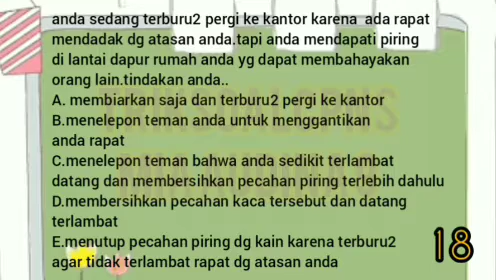 anda sedang terburu2 pergi ke kantor karena ada rapat
mendadak dg atasan anda.tapi anda mendapati piring
di lantai dapur rumah anda yg dapat membahayakan
orang lain.tindakan anda..
A. membiarkan saja dan terburu2 pergi ke kantor
B.menelepon teman anda untuk menggantikan
anda rapat
C.menelepon teman bahwa anda sedikit terlambat
datang dan membersihkan pecahan piring terlebih dahulu
D.membersihkan pecahan kaca tersebut dan datang
terlambat
E.menutup pecahan piring dg kain karena terburu2
agar tidak terlambat rapat dg atasan anda
18